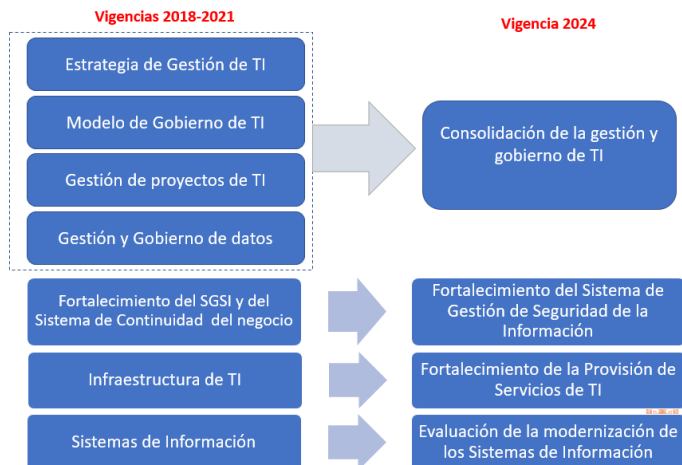 Vigencias 2018-2021
Vigencia 2024
Estrategia de Gestión de TI
Modelo de Gobierno de TI
Gestión de proyectos de TI
Gestión y Gobierno de datos
Consolidación de la gestión y
gobierno de TI
Fortalecimiento del SGSI y del
Sistema de Continuidad del negocio
Fortalecimiento del Sistema de
Gestión de Seguridad de la
Información
Infraestructura de TI
Fortalecimiento de la Provisión de
Servicios de TI
Sistemas de Información
Evaluación de la modernización de
los Sistemas de Información